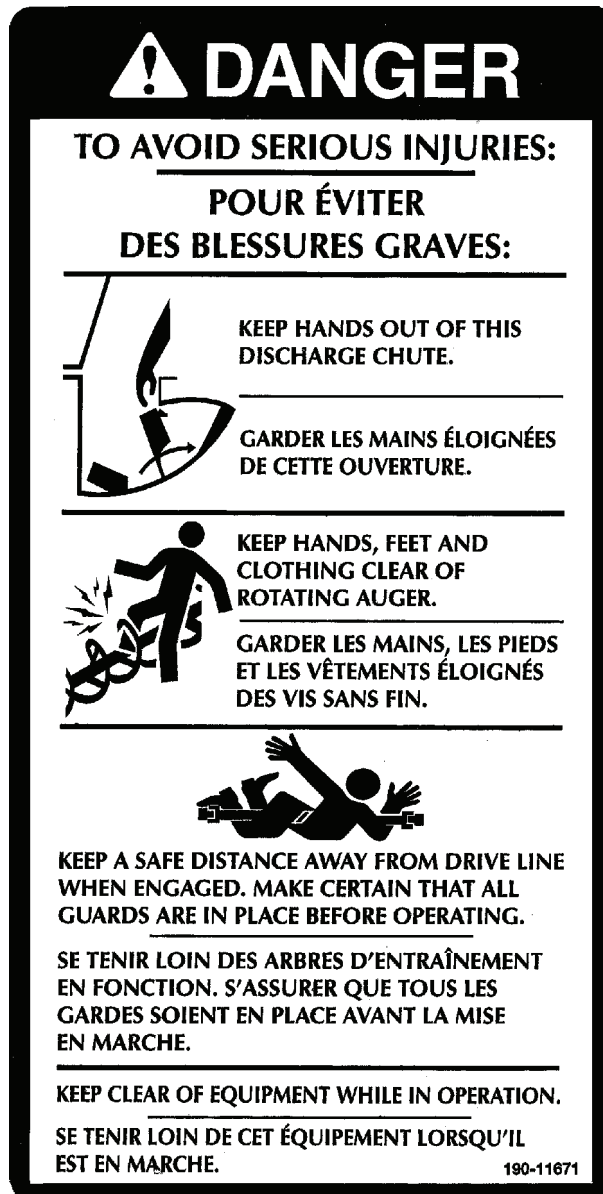 DANGER
TO AVOID SERIOUS INJURIES:
POUR ÉVITER
DES BLESSURES GRAVES:
KEEP HANDS OUT OF THIS
DISCHARGE CHUTE.
GARDER LES MAINS ÉLOIGNÉES
DE CETTE OUVERTURE.
KEEP HANDS, FEET AND
CLOTHING CLEAR OF
ROTATING AUGER.
GARDER LES MAINS, LES PIEDS
ET LES VÊTEMENTS ÉLOIGNÉS
DES VIS SANS FIN.
KEEP A SAFE DISTANCE AWAY FROM DRIVE LINE
WHEN ENGAGED. MAKE CERTAIN THAT ALL
GUARDS ARE IN PLACE BEFORE OPERATING.
SE TENIR LOIN DES ARBRES D'ENTRAÎNEMENT
EN FONCTION. S'ASSURER QUE TOUS LES
GARDES SOIENT EN PLACE AVANT LA MISE
EN MARCHE.
KEEP CLEAR OF EQUIPMENT WHILE IN OPERATION.
SE TENIR LOIN DE CET ÉQUIPEMENT LORSQU'IL
EST EN MARCHE.
190-11671